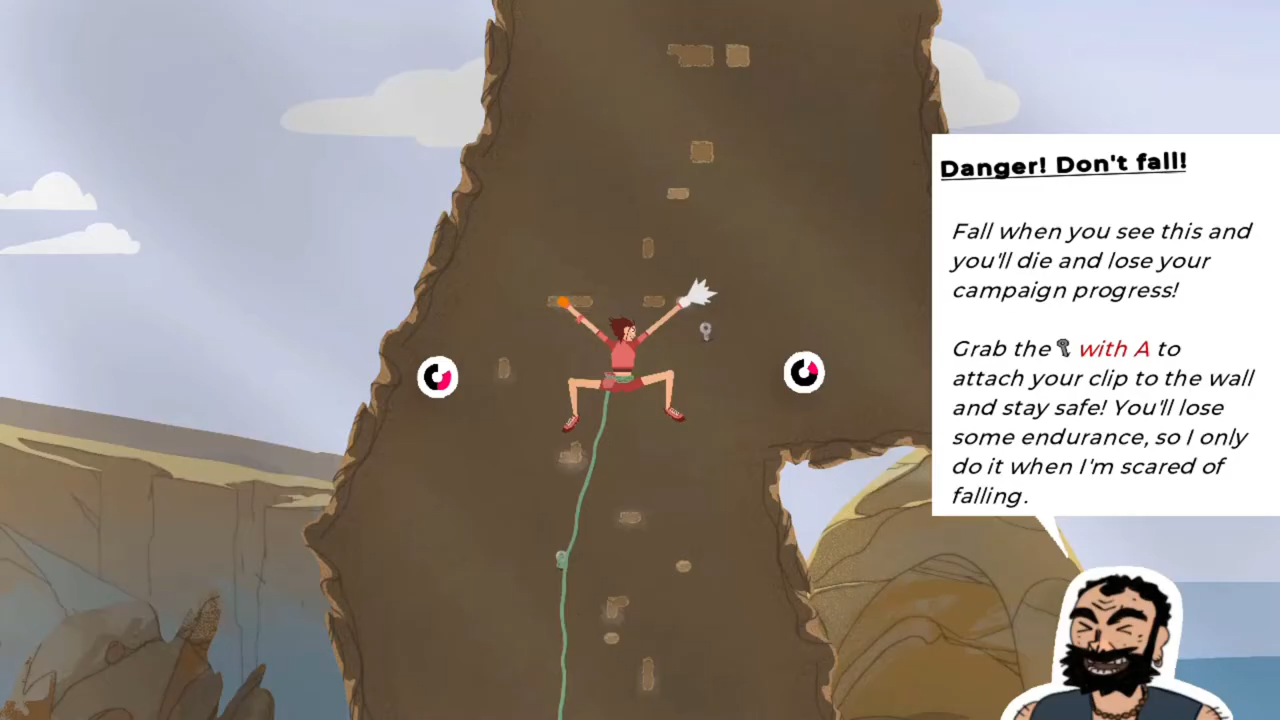 Danger! Don't fall!
Fall when you see this and
you'll die and lose your
campaign progress!
Grab the with A to
attach your clip to the wall
and stay safe! You'll lose
some endurance, so I only
do it when I'm scared of
falling.